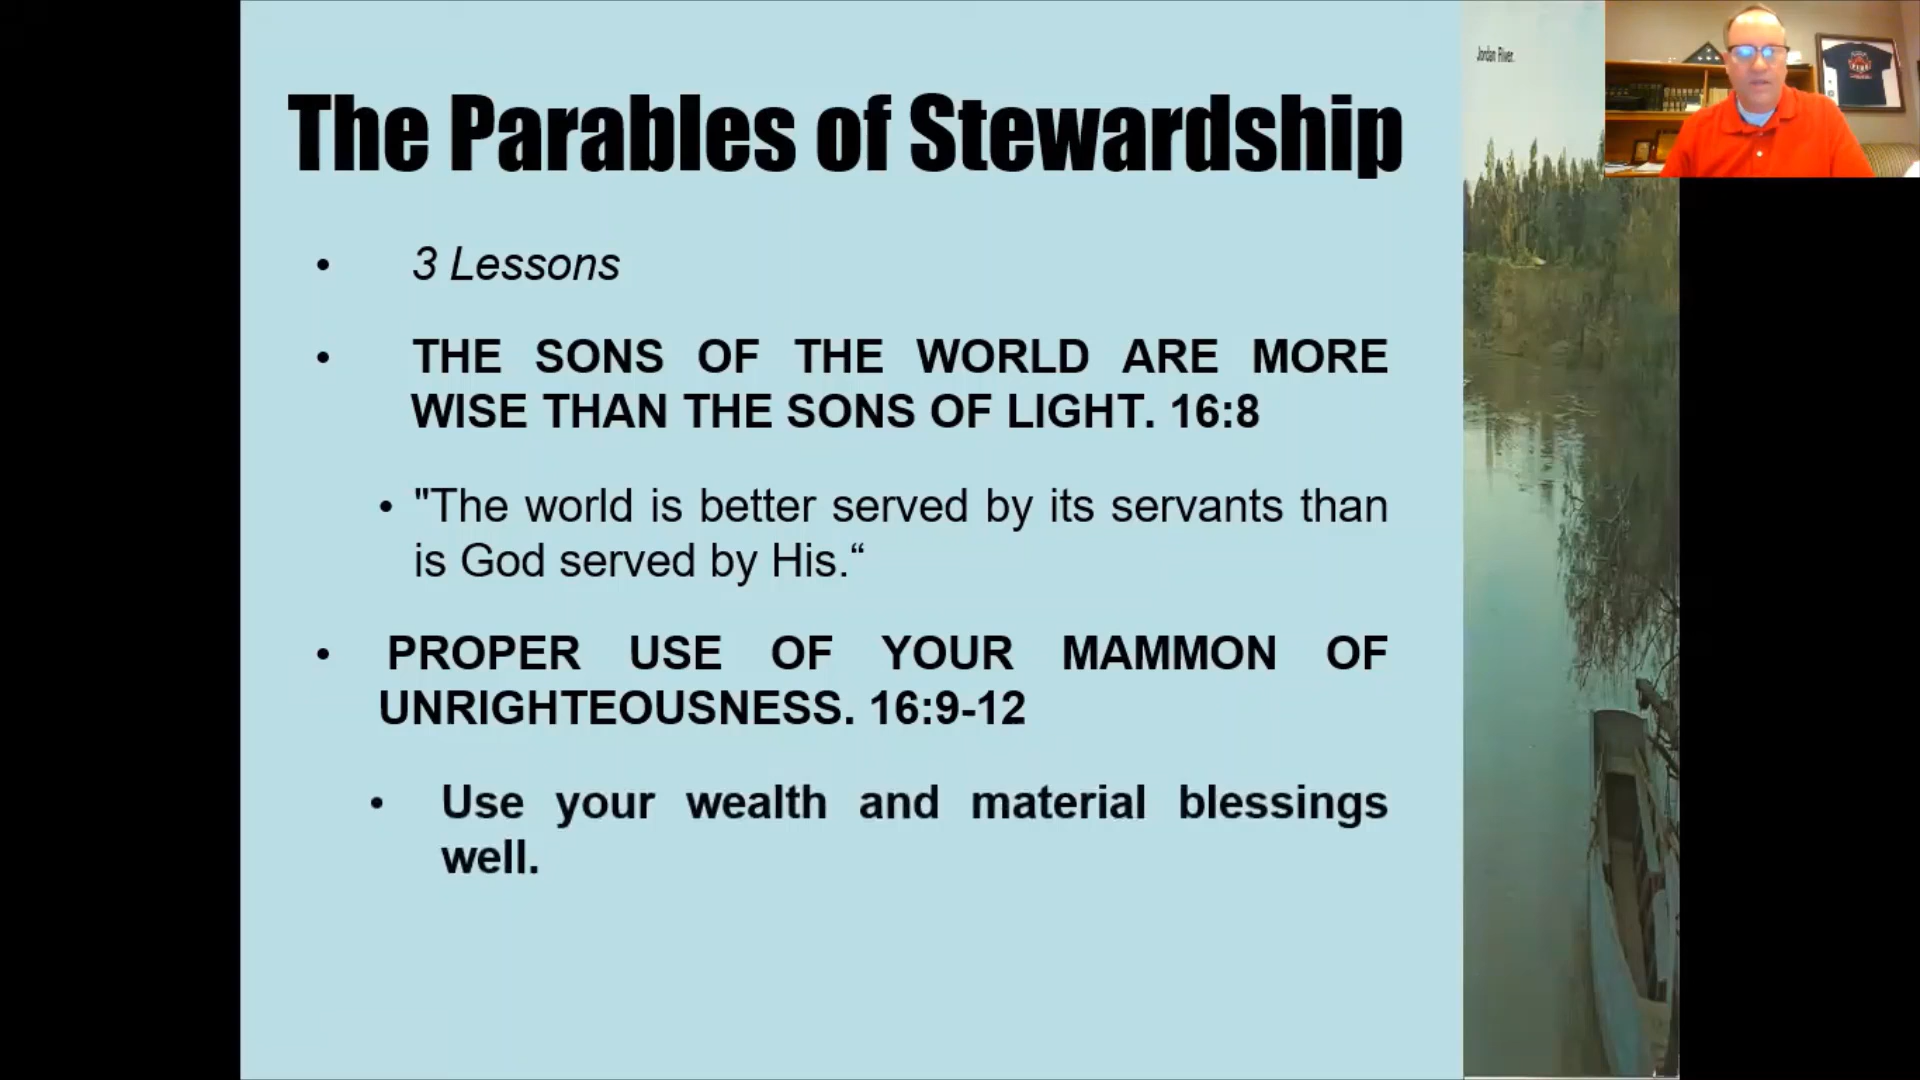 The Parables of Stewardship
Jordan River.
• 3 Lessons
• THE SONS OF THE WORLD ARE MORE
WISE THAN THE SONS OF LIGHT. 16:8
• "The world is better served by its servants than
is God served by His.“
• PROPER USE OF YOUR MAMMON OF
UNRIGHTEOUSNESS. 16:9-12
• Use your wealth and material blessings
well.